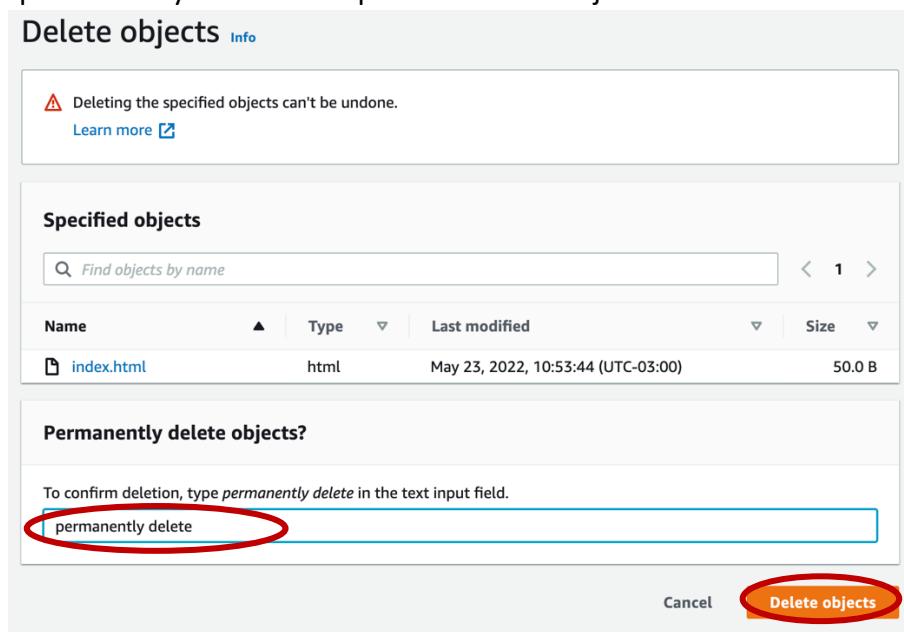 Delete objects Info
Deleting the specified objects can't be undone.
Learn more
Specified objects
Find objects by name
1
Name Type Last modified Size
index.html html May 23, 2022, 10:53:44 (UTC-03:00) 50.0 B
Permanently delete objects?
To confirm deletion, type permanently delete in the text input field.
permanently delete
Cancel Delete objects